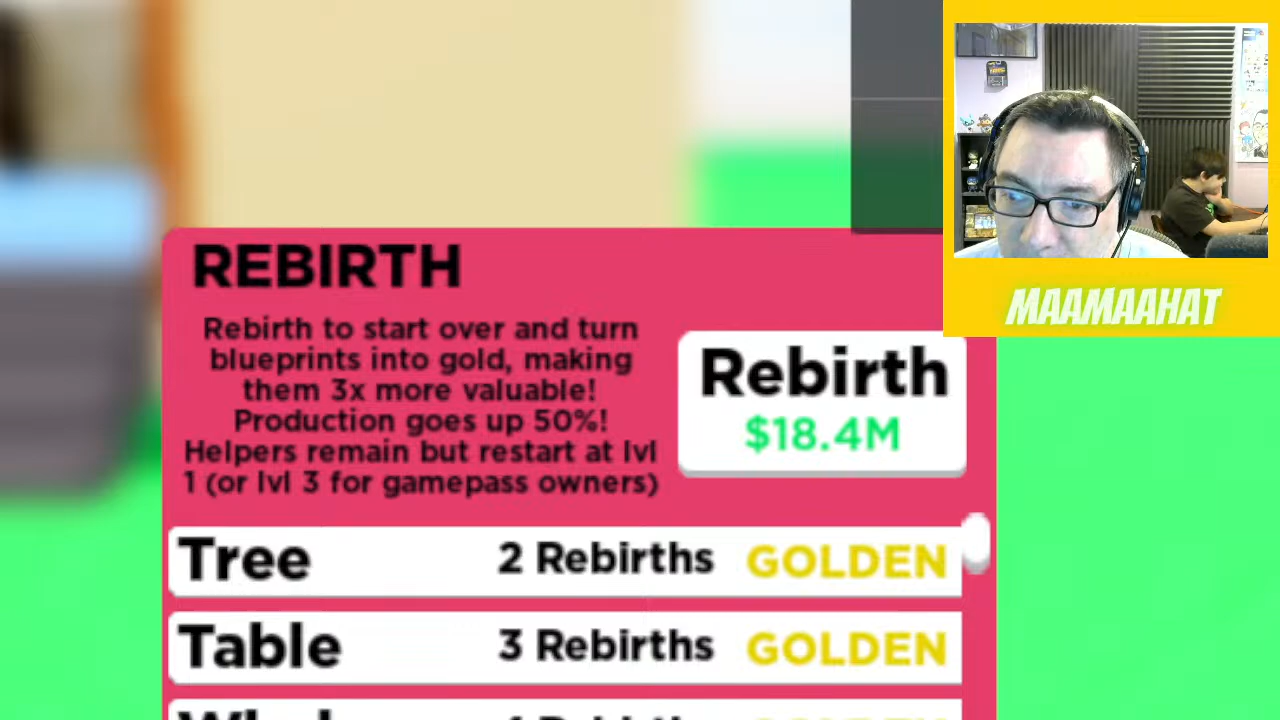 MAAMAAHAT
REBIRTH
Rebirth to start over and turn
blueprints into gold, making
them 3x more valuable!
Production goes up 50%!
Helpers remain but restart at lvl
1 (or lvl 3 for gamepass owners)
Rebirth
$18.4M
Tree 2 Rebirths GOLDEN
Table 3 Rebirths GOLDEN